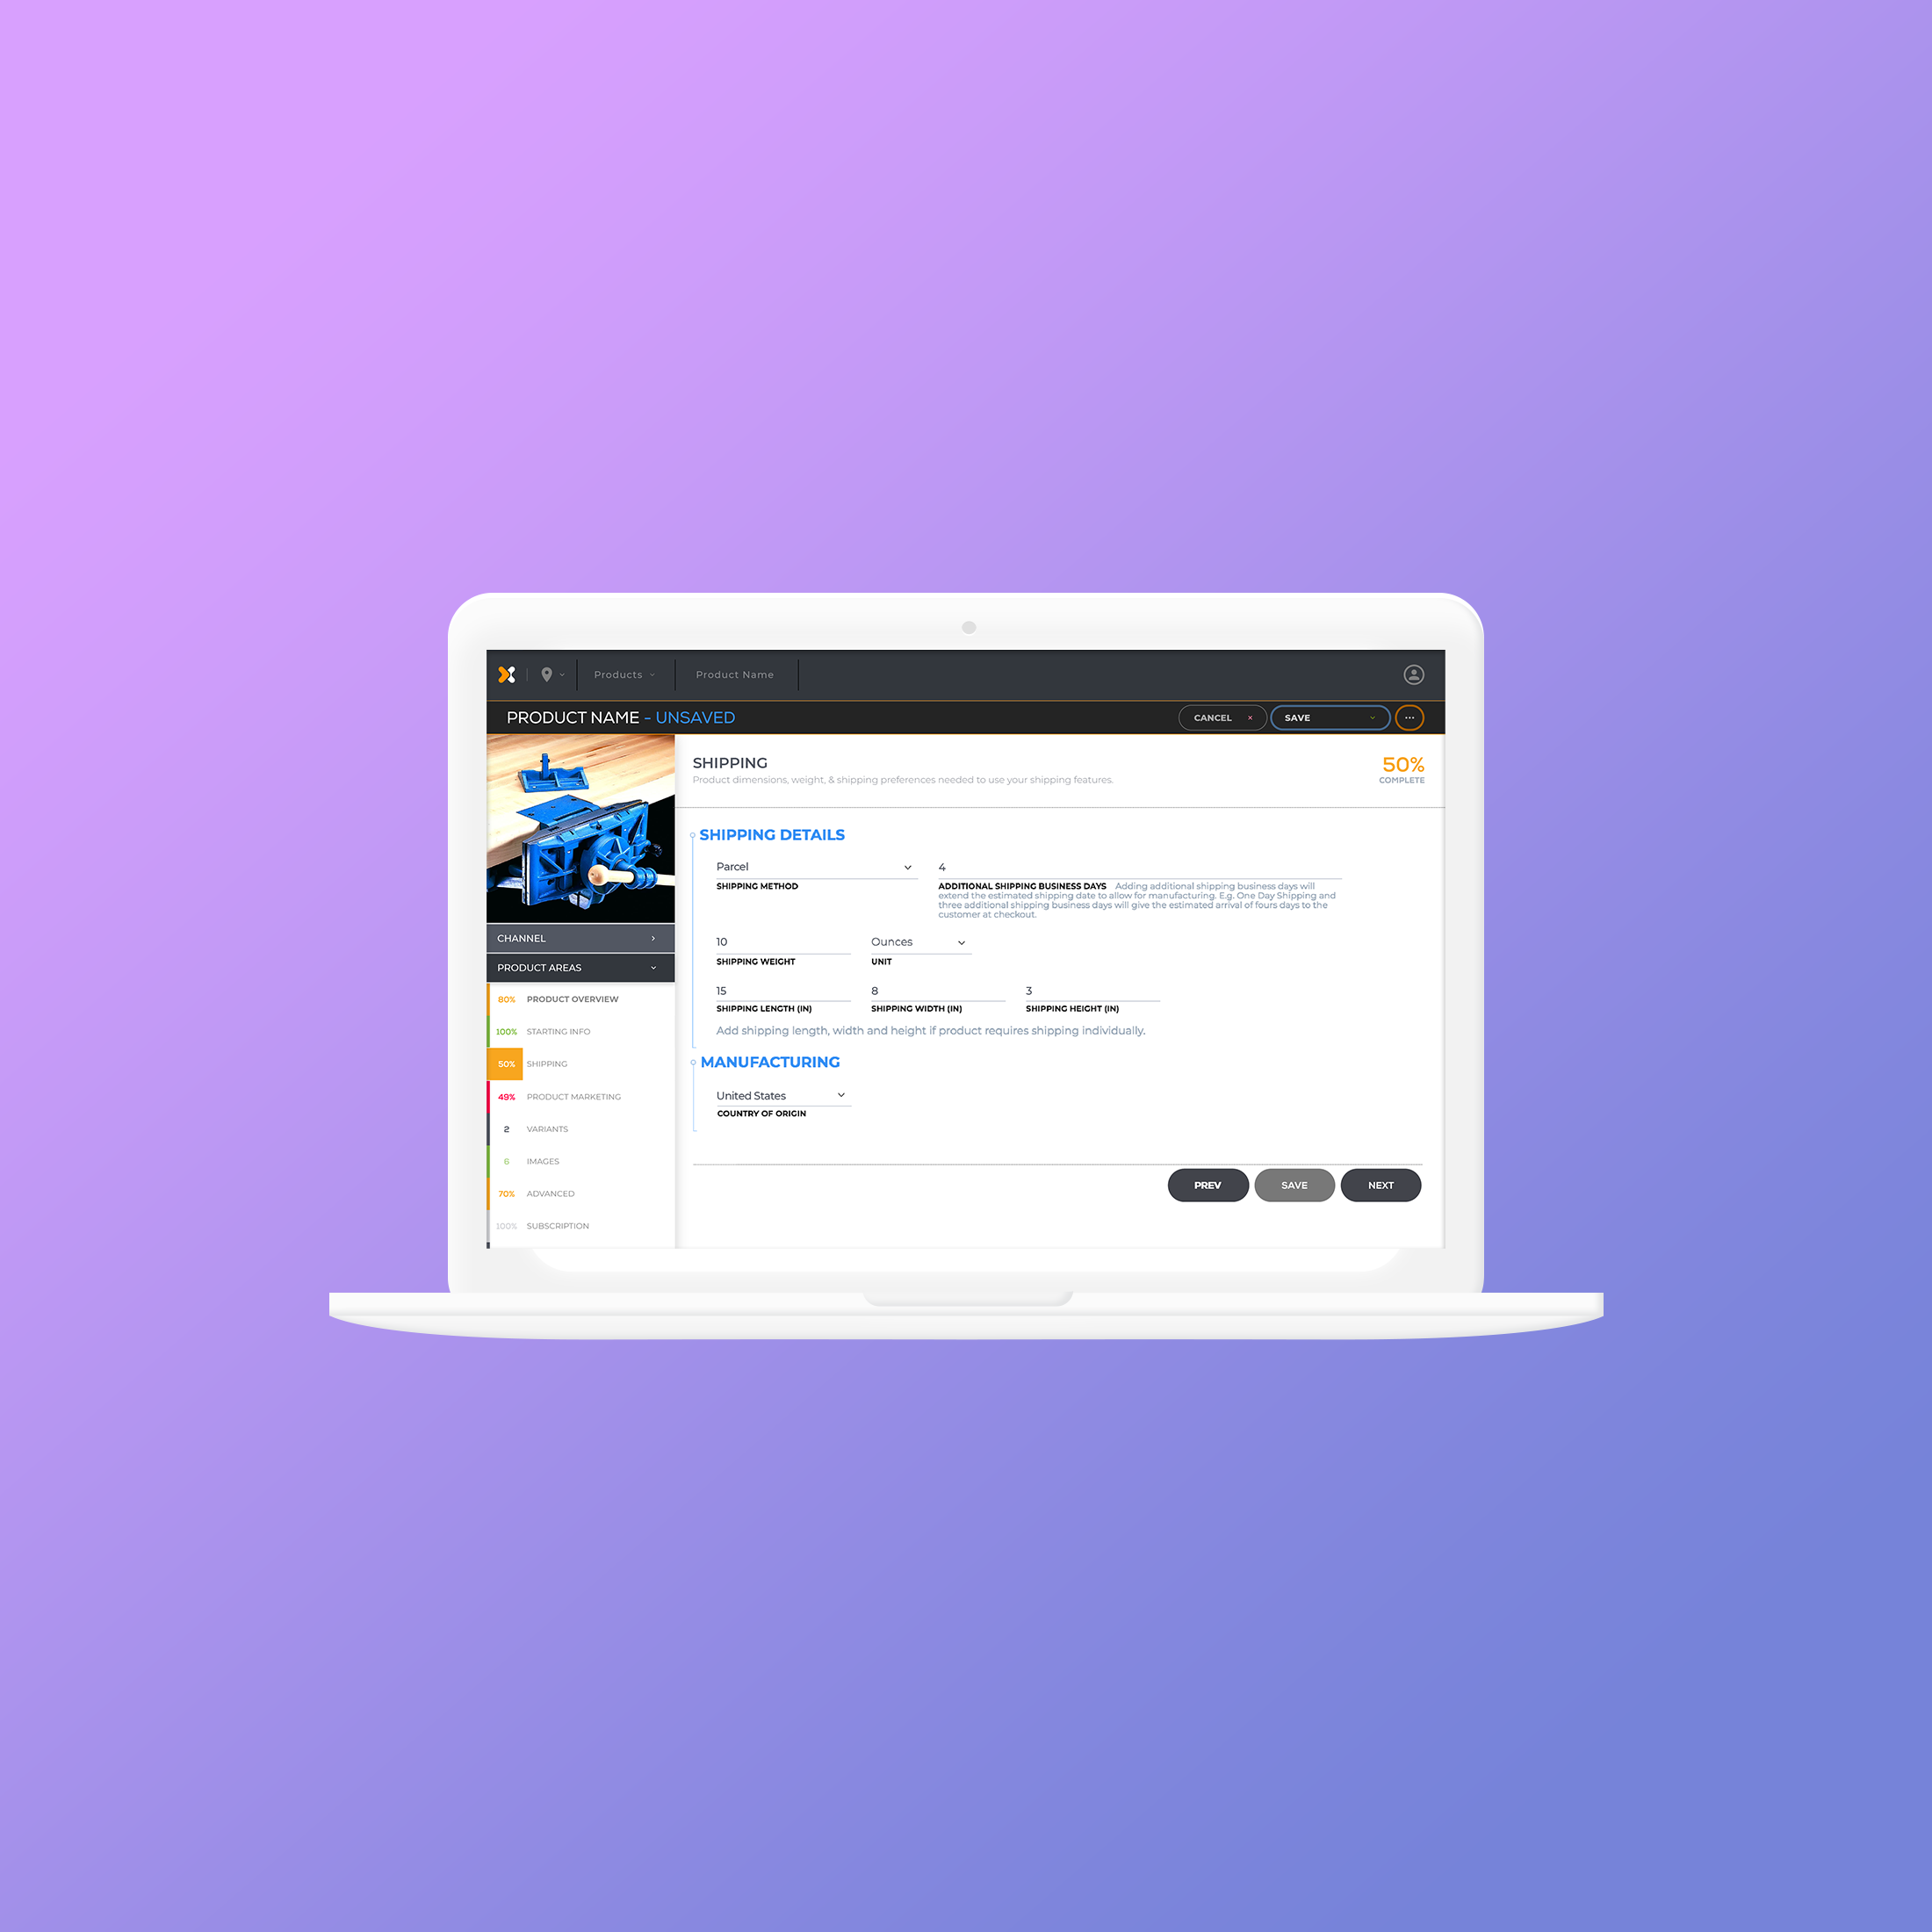 Products
Product Name
PRODUCT NAME - UNSAVED
CANCEL
SAVE
SHIPPING
Product dimensions, weight, & shipping preferences needed to use your shipping features.
50%
COMPLETE
CHANNEL
PRODUCT AREAS
80% PRODUCT OVERVIEW
100% STARTING INFO
50% SHIPPING
49% PRODUCT MARKETING
2 VARIANTS
6 IMAGES
70% ADVANCED
100% SUBSCRIPTION
SHIPPING DETAILS
Parcel
SHIPPING METHOD
4
ADDITIONAL SHIPPING BUSINESS DAYS Adding additional shipping business days will
extend the estimated shipping date to allow for manufacturing. E.g. One Day Shipping and
three additional shipping business days will give the estimated arrival of fours days to the
customer at checkout.
10
SHIPPING WEIGHT
Ounces
UNIT
15
SHIPPING LENGTH (IN)
8
SHIPPING WIDTH (IN)
3
SHIPPING HEIGHT (IN)
Add shipping length, width and height if product requires shipping individually.
MANUFACTURING
United States
COUNTRY OF ORIGIN
PREV
SAVE
NEXT